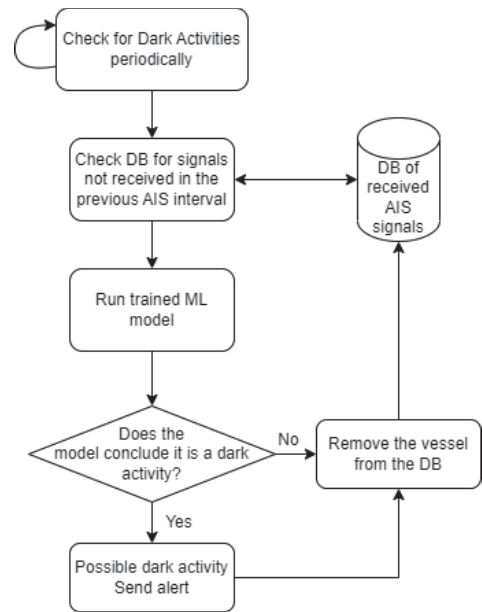 Check for Dark Activities
periodically
Check DB for signals
not received in the
previous AIS interval
DB of
received
AIS
signals
Run trained ML
model
Does the
model conclude it is a dark
activity?
No
Remove the vessel
from the DB
Yes
Possible dark activity
Send alert